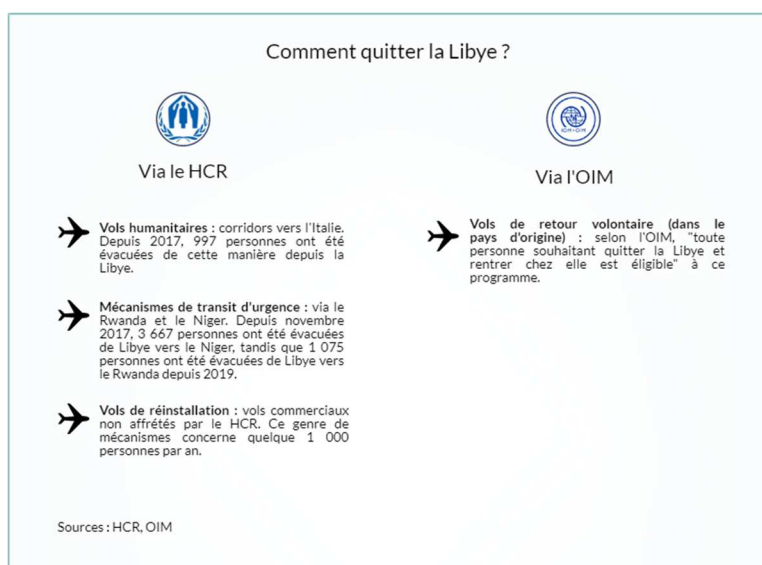 Comment quitter la Libye ?
Via le HCR
Vols humanitaires : corridors vers l'Italie.
Depuis 2017, 997 personnes ont été
évacuées de cette manière depuis la
Libye.
Mécanismes de transit d'urgence : via le
Rwanda et le Niger. Depuis novembre
2017, 3 667 personnes ont été évacuées
de Libye vers le Niger, tandis que 1 075
personnes ont été évacuées de Libye vers
le Rwanda depuis 2019.
Vols de réinstallation : vols commerciaux
non affrétés par le HCR. Ce genre de
mécanismes concerne quelque 1 000
personnes par an.
IOM•OIM
Via l'OIM
Vols de retour volontaire (dans le
pays d'origine) : selon l'OIM, "toute
personne souhaitant quitter la Libye et
rentrer chez elle est éligible" à ce
programme.
Sources : HCR, OIM